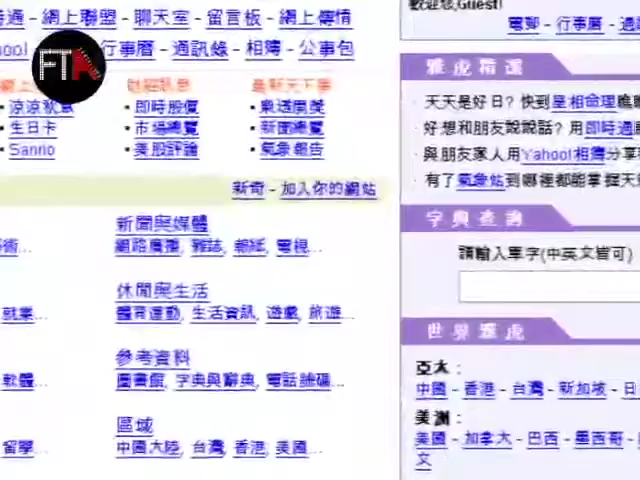 歡迎您,Guest!
通 - 網上聯盟 - 聊天室 - 留言板 - 網上傳情
電郵 - 行事曆 - 通
行事曆 - 通訊錄 - 相簿 - 公事包
FTA
雅虎精選
財經訊息
最新天下事
天天是好日? 快到星相命理瞧
• 涼涼秋意
• 即時股價
• 樂透開獎
好想和朋友說說話? 用即時通
• 生日卡
• 市場總覽
• 新聞總覽
與朋友家人用Yahoo!相簿分享
• Sanrio
• 美股評論
• 氣象報告
有了氣象站到哪裡都能掌握天
新奇 - 加入你的網站
字典查詢
新聞與媒體
請輸入單字(中英文皆可)
術...
網路廣播, 雜誌, 報紙, 電視...
休閒與生活
就業...
體育運動, 生活資訊, 遊戲, 旅遊...
世界雅虎
參考資料
亞太 :
軟體...
圖書館, 字典與辭典, 電話號碼...
中國 - 香港 - 台灣 - 新加坡 - 日
美洲 :
區域
美國 - 加拿大 - 巴西 - 墨西哥 -
留學...
中國大陸, 台灣, 香港, 美國...
文